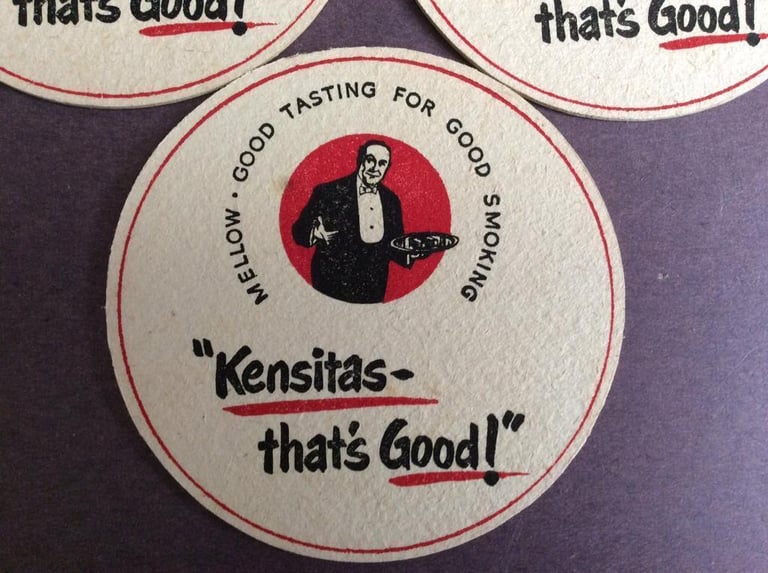 that's Good!
that's Good!
MELLOW · GOOD TASTING FOR GOOD SMOKING
"Kensitas-
that's Good!"